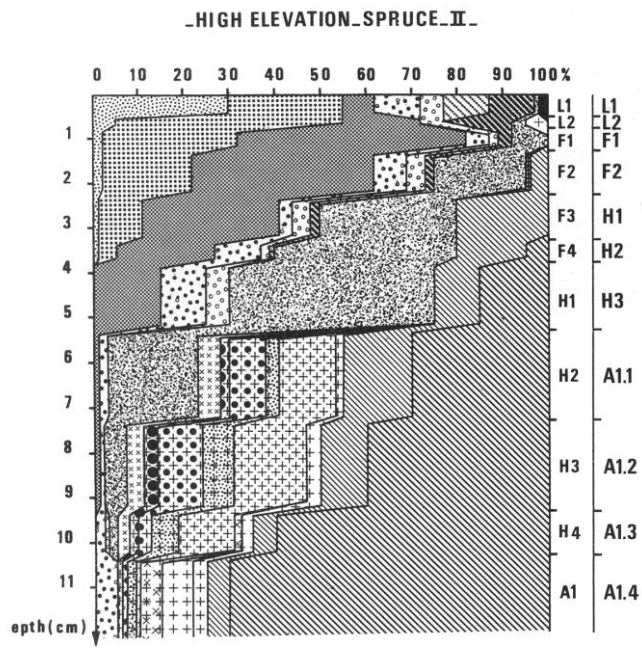 _HIGH ELEVATION_SPRUCE_II_
0 10 20 30 40 50 60 70 80 90 100%
L1 L1
L2 L2
1 F1 F1
2 F2 F2
3 F3 H1
F4 H2
4
5 H1 H3
6 H2 A1.1
7
8 H3 A1.2
9
10 H4 A1.3
11 A1 A1.4
epth(cm)